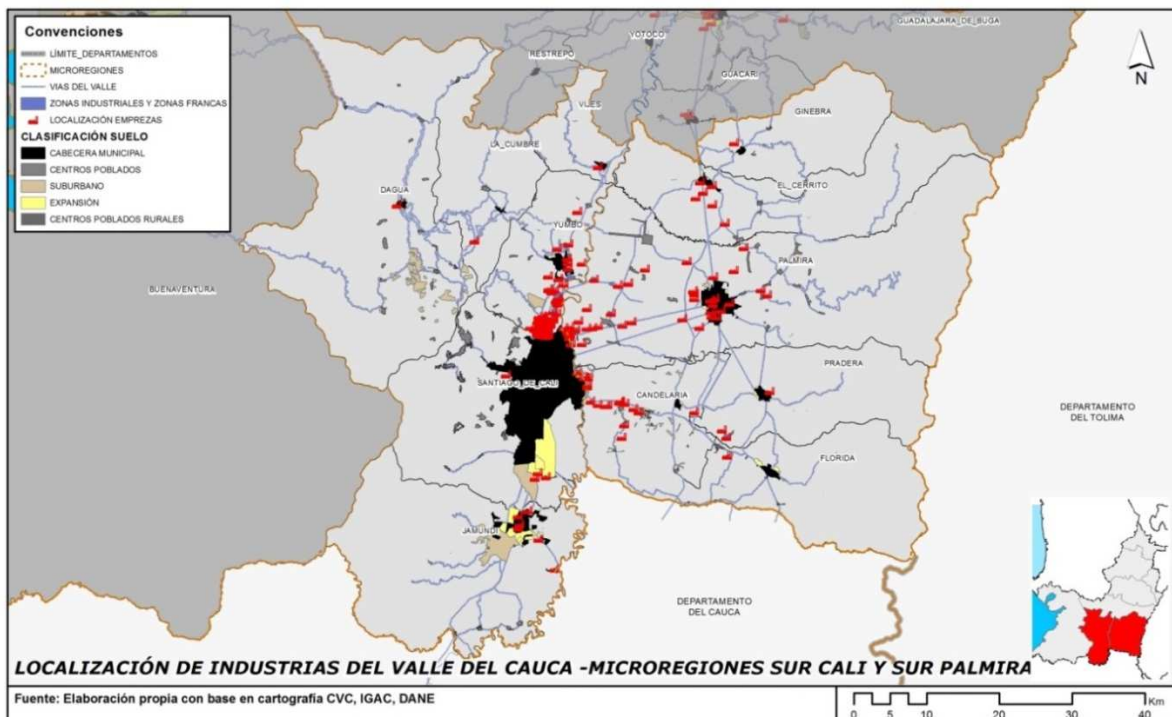 Convenciones
LÍMITE_DEPARTAMENTOS
MICROREGIONES
VIAS DEL VALLE
ZONAS INDUSTRIALES Y ZONAS FRANCAS
LOCALIZACIÓN EMPREZAS
CLASIFICACIÓN SUELO
CABECERA MUNICIPAL
CENTROS POBLADOS
SUBURBANO
EXPANSIÓN
CENTROS POBLADOS RURALES
GUADALAJARA_DE_BUGA
YOTOCO
RESTREPO
GUACARI
N
VIJES
GINEBRA
LA_CUMBRE
DAGUA
EL_CERRITO
YUMBO
PALMIRA
BUENAVENTURA
PRADERA
SANTIAGO_DE_CALI
CANDELARIA
DEPARTAMENTO
DEL TOLIMA
FLORIDA
JAMUNDI
DEPARTAMENTO
DEL CAUCA
LOCALIZACIÓN DE INDUSTRIAS DEL VALLE DEL CAUCA -MICROREGIONES SUR CALI Y SUR PALMIRA
Fuente: Elaboración propia con base en cartografía CVC, IGAC, DANE
Km
0 5 10 20 30 40